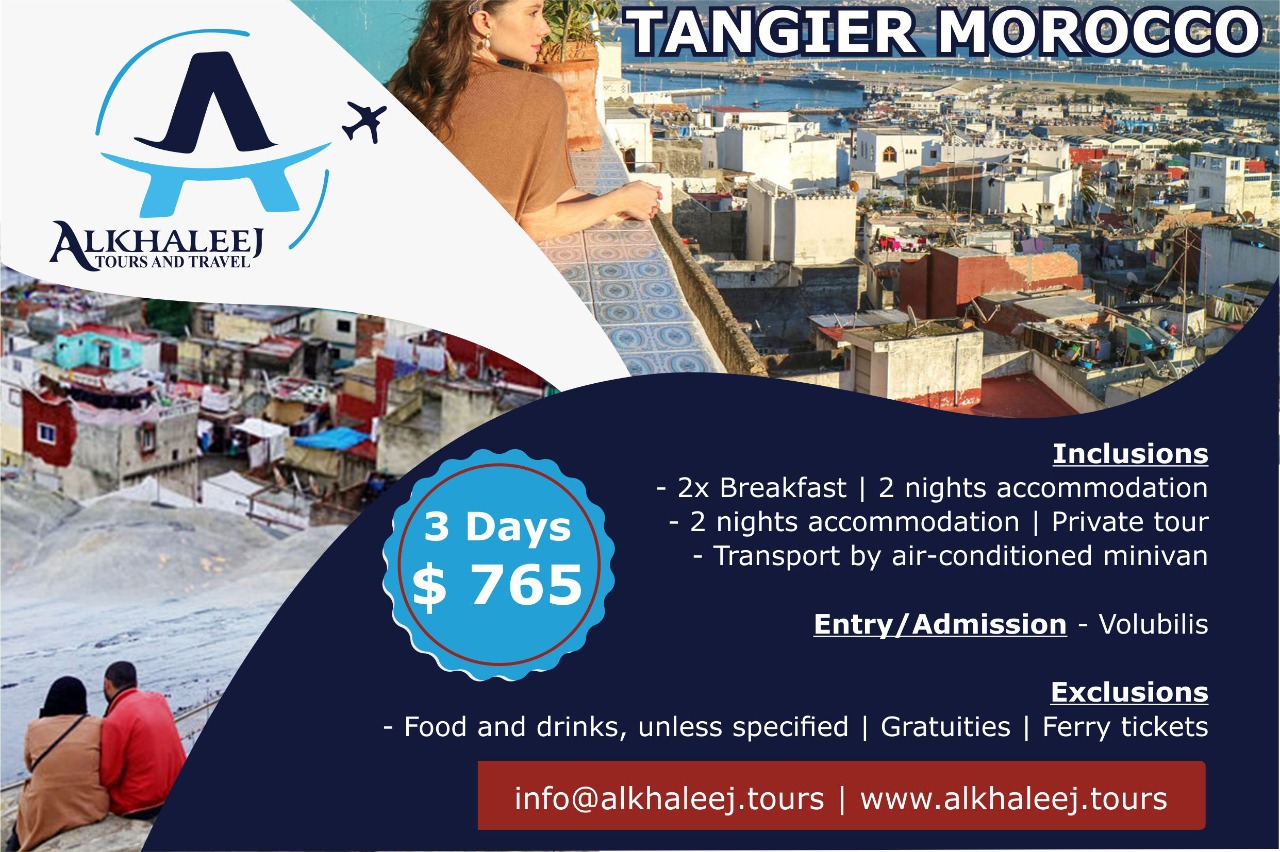 TANGIER MOROCCO
ALKHALEEJ
TOURS AND TRAVEL
3 Days
$ 765
Inclusions
- 2x Breakfast | 2 nights accommodation
- 2 nights accommodation | Private tour
- Transport by air-conditioned minivan
Entry/Admission - Volubilis
Exclusions
- Food and drinks, unless specified | Gratuities | Ferry tickets
info@alkhaleej.tours | www.alkhaleej.tours